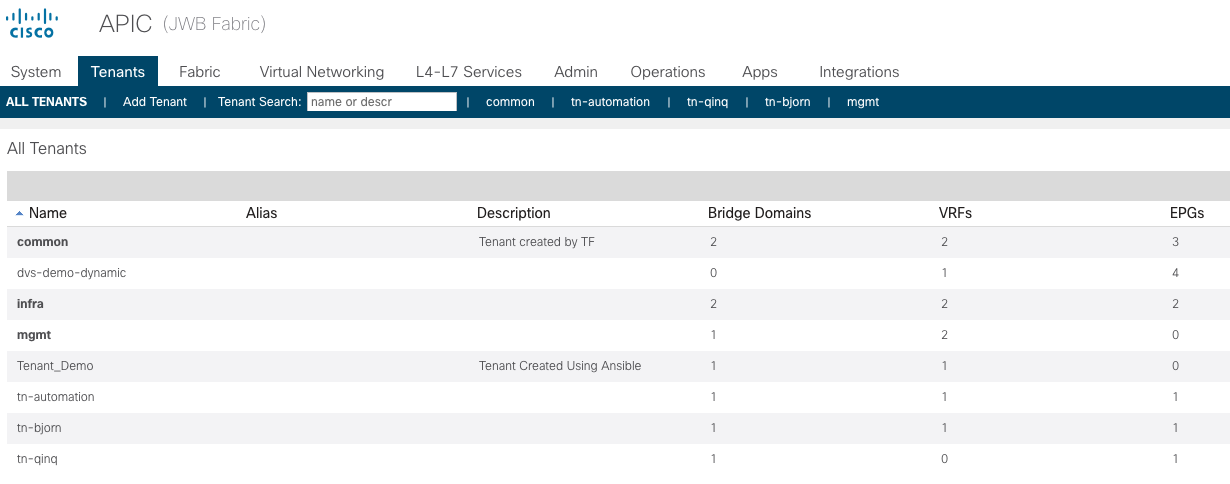 CISCO APIC (JWB Fabric)
System Tenants Fabric Virtual Networking L4-L7 Services Admin Operations Apps Integrations
ALL TENANTS | Add Tenant | Tenant Search: name or descr | common | tn-automation | tn-qinq | tn-bjorn | mgmt
All Tenants
Name Alias Description Bridge Domains VRFs EPGs
common Tenant created by TF 2 2 3
dvs-demo-dynamic 0 1 4
infra 2 2 2
mgmt 1 2 0
Tenant_Demo Tenant Created Using Ansible 1 1 0
tn-automation 1 1 1
tn-bjorn 1 1 1
tn-qinq 1 0 1